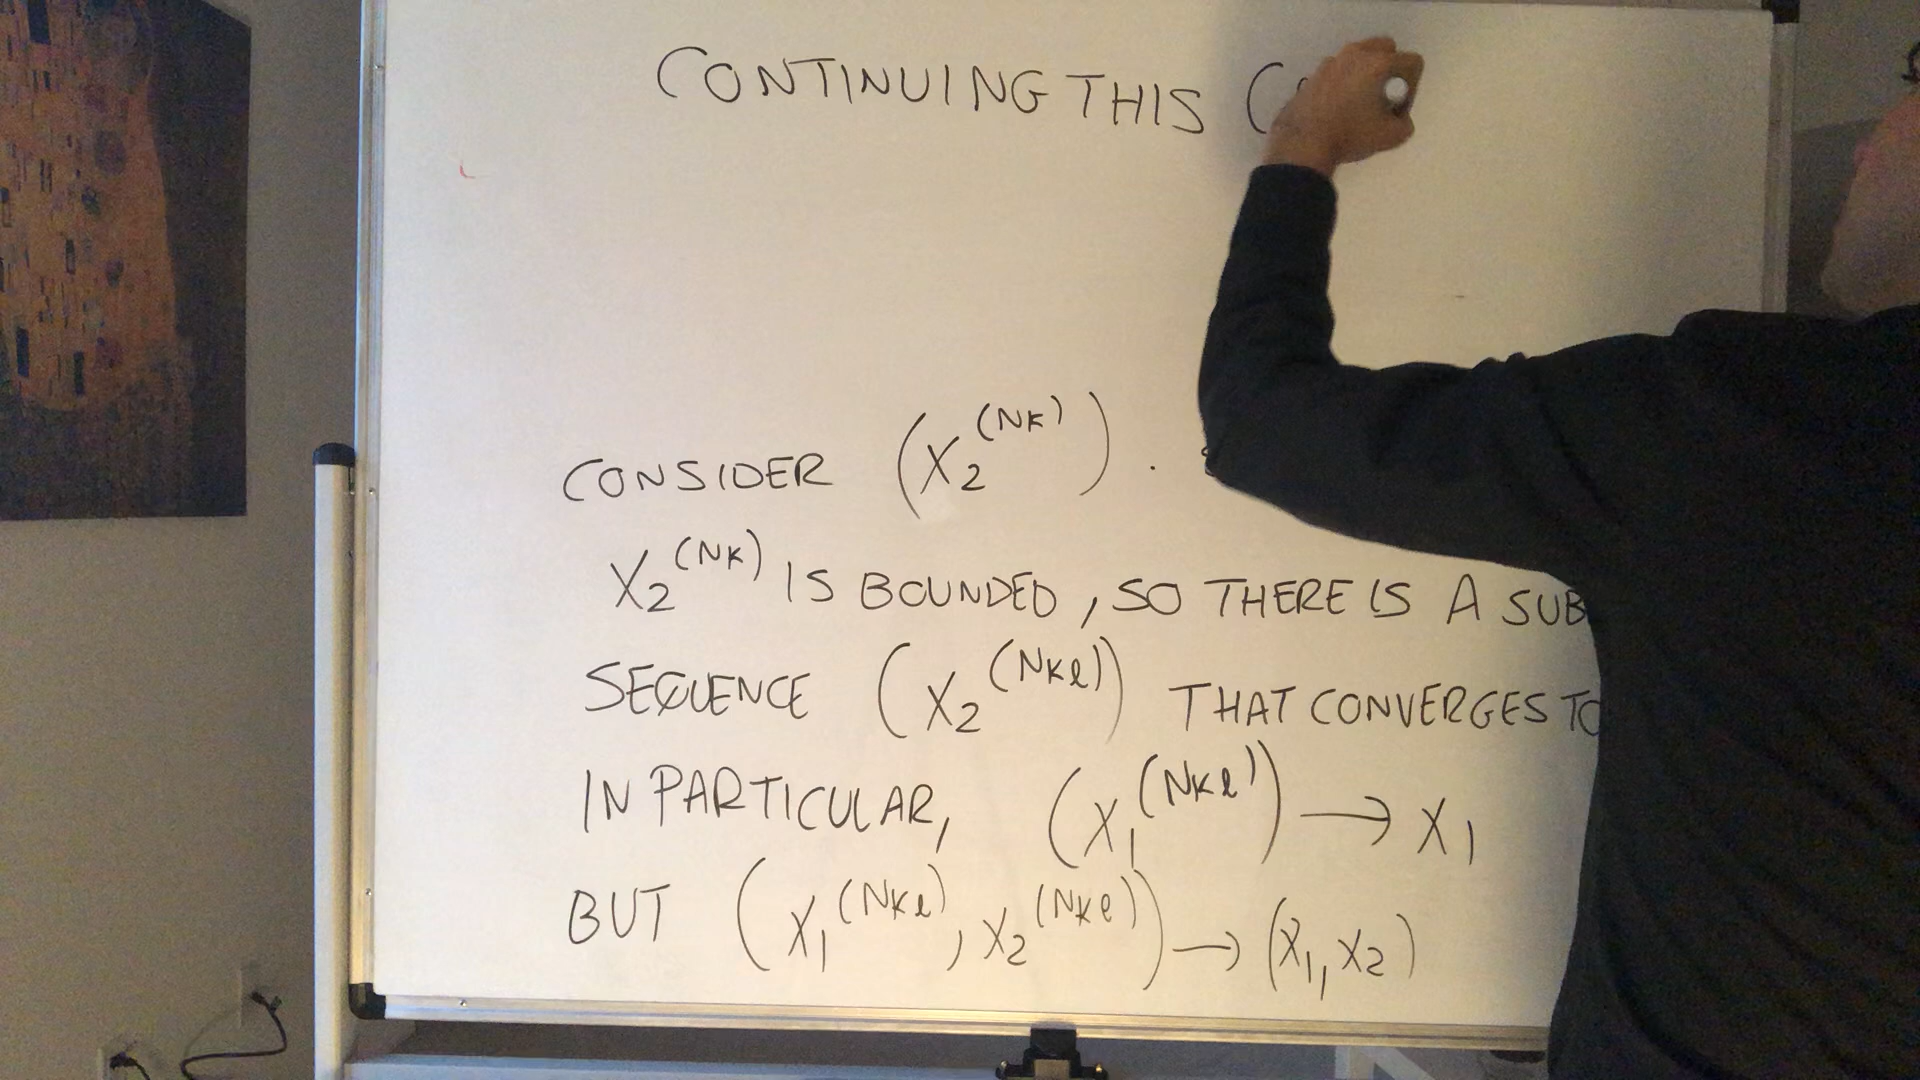 CONTINUING THIS
CONSIDER (X₂^(NK)) .
X₂^(NK) IS BOUNDED, SO THERE IS A SUB
SEQUENCE (X₂^(NKℓ)) THAT CONVERGES TO
IN PARTICULAR, (X₁^(NKℓ)) → X₁
BUT (X₁^(NKℓ), X₂^(NKℓ)) → (X₁, X₂)